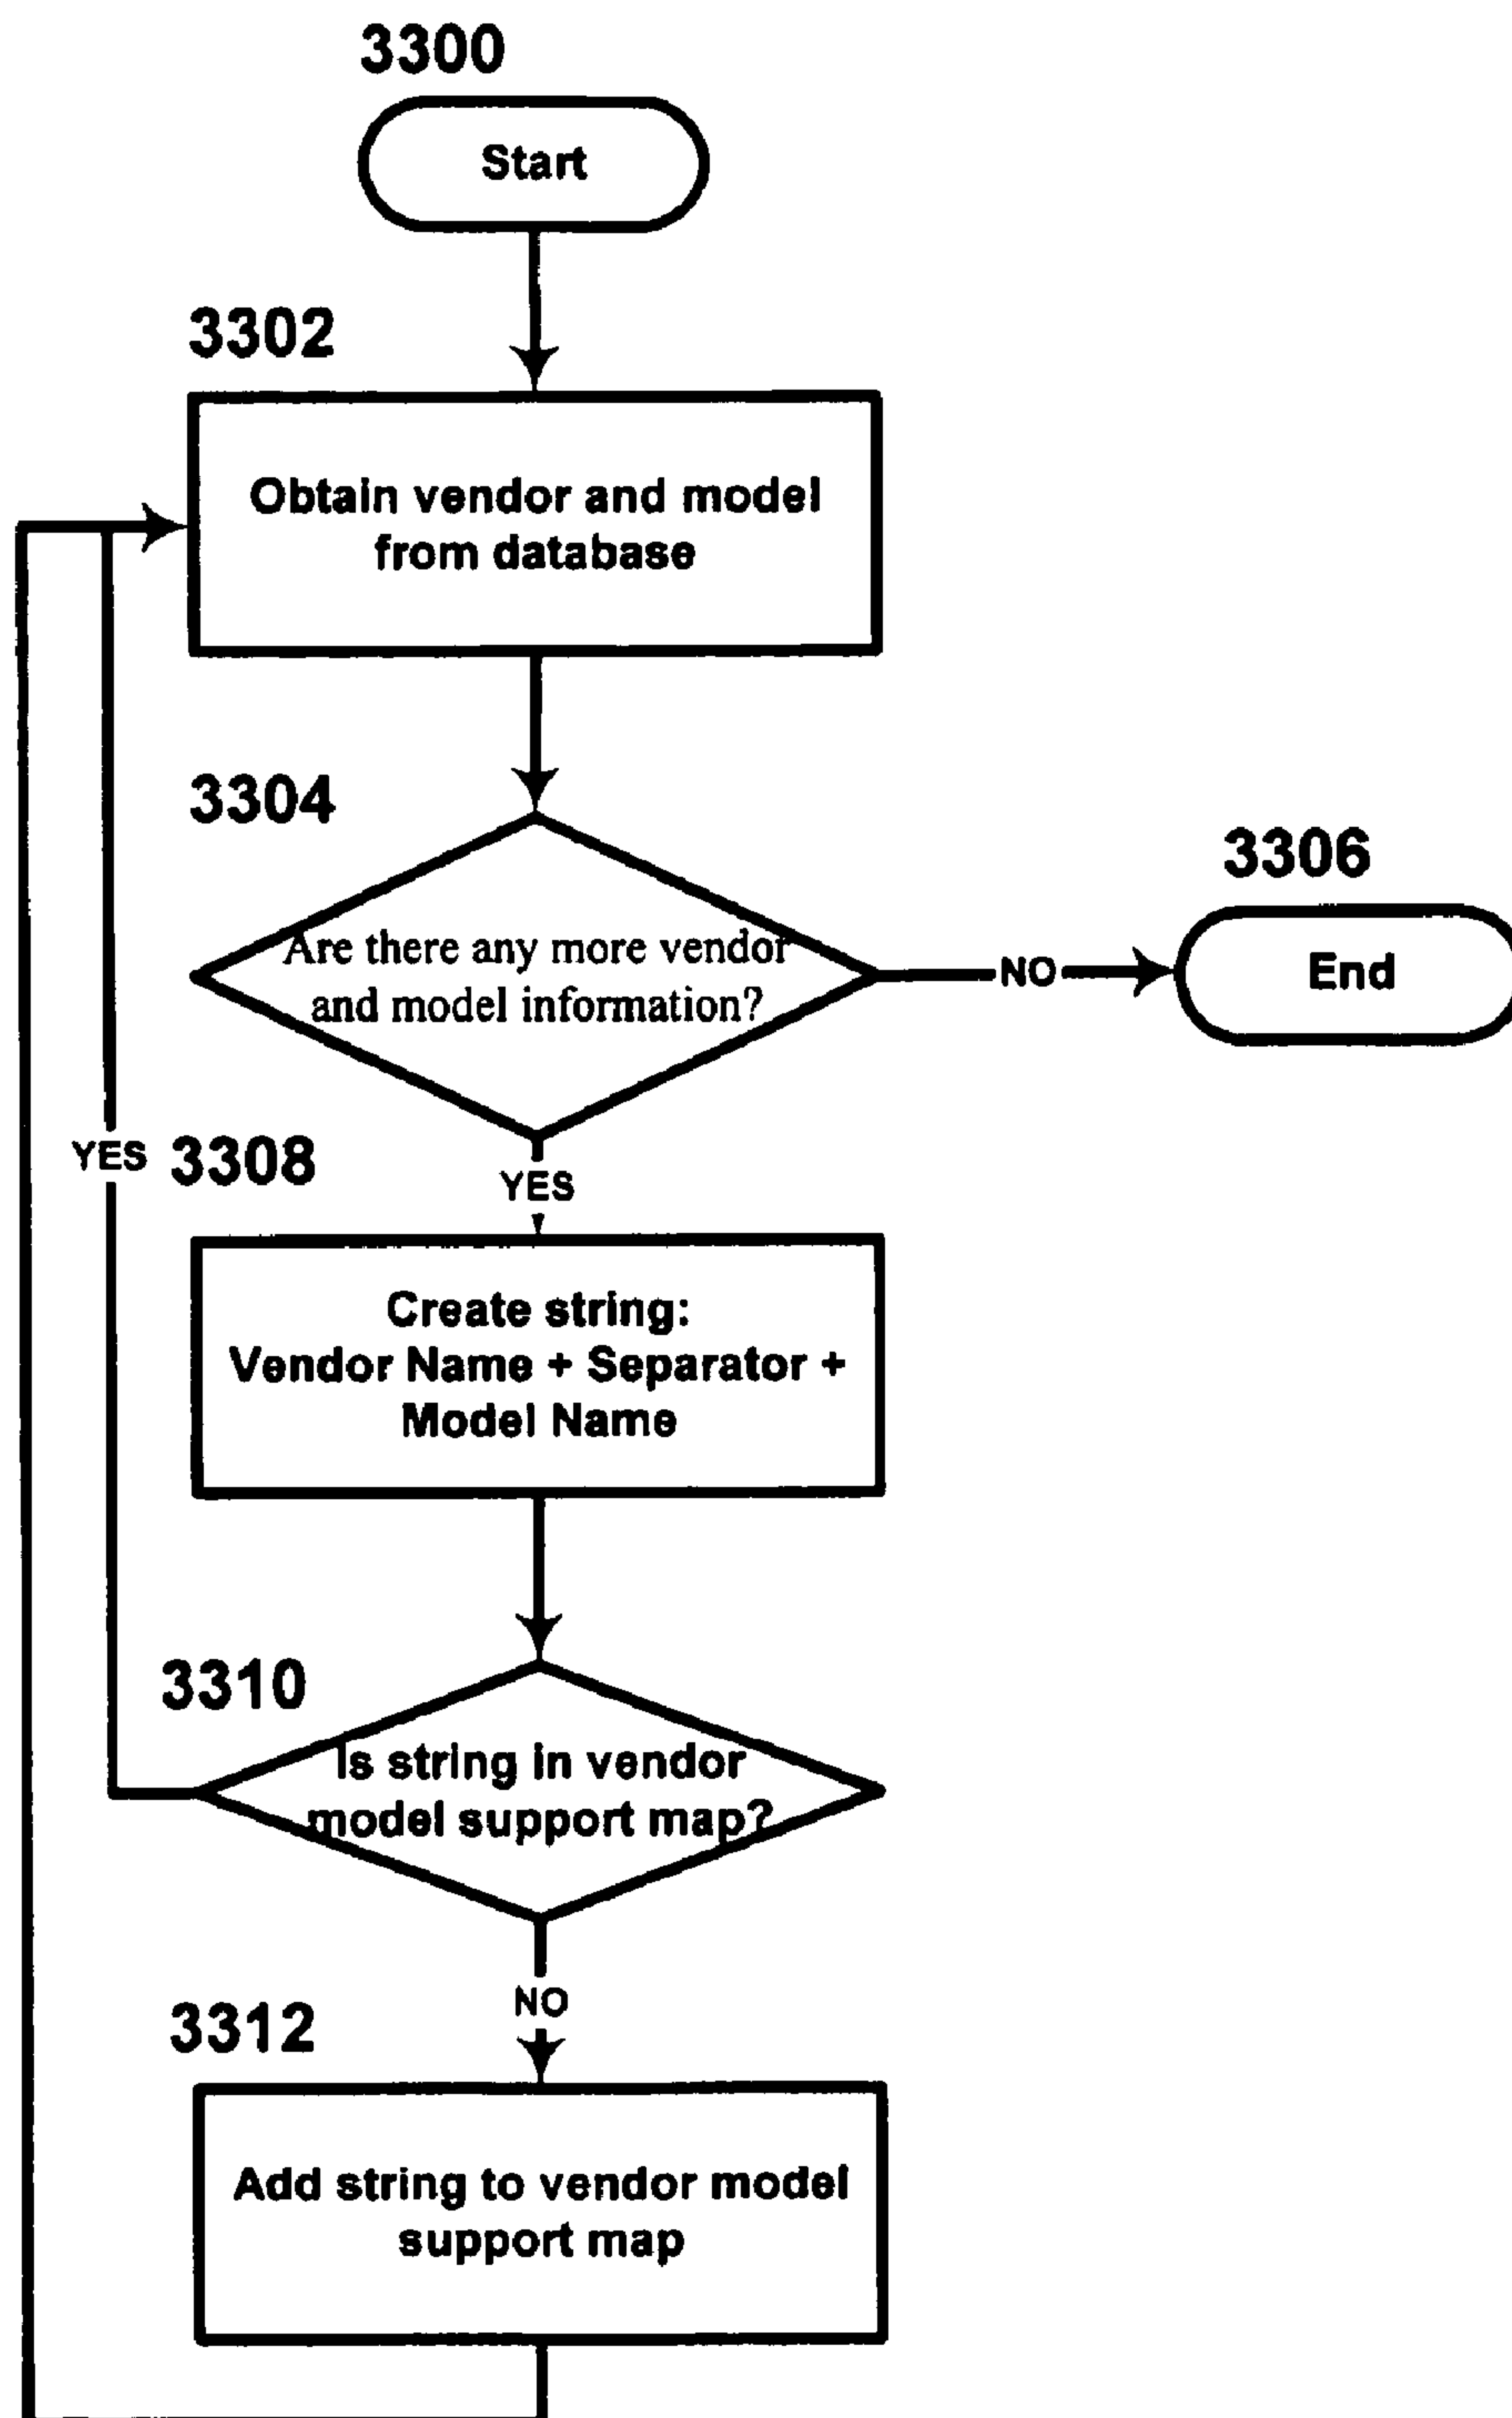 3300
Start
3302
Obtain vendor and model
from database
3304
Are there any more vendor
and model information?
NO
3306
End
YES
3308
YES
Create string:
Vendor Name + Separator +
Model Name
3310
Is string in vendor
model support map?
NO
3312
Add string to vendor model
support map